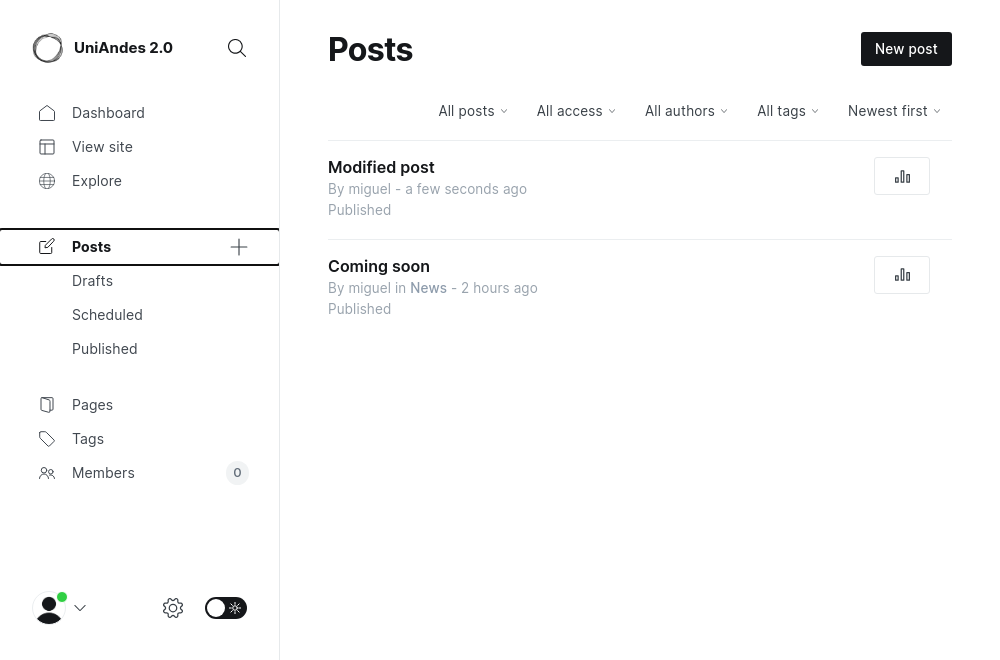 UniAndes 2.0
Dashboard
View site
Explore
Posts
Drafts
Scheduled
Published
Pages
Tags
Members 0
Posts
New post
All posts All access All authors All tags Newest first
Modified post
By miguel - a few seconds ago
Published
Coming soon
By miguel in News - 2 hours ago
Published